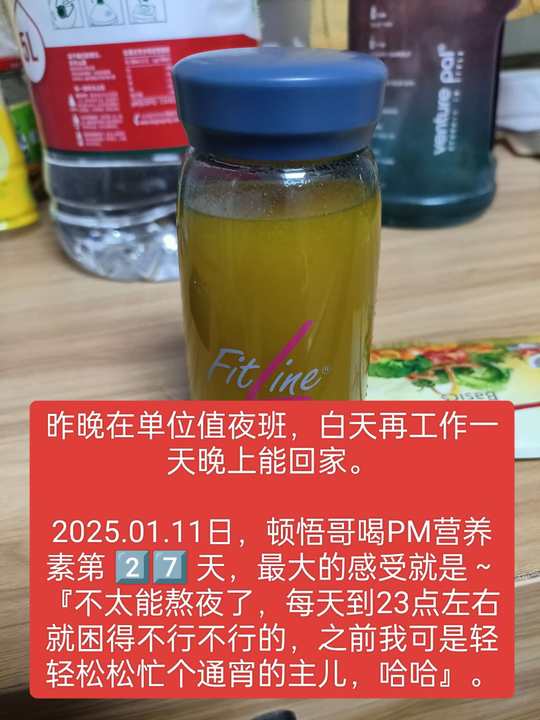 5L
venture pal
FitLine®
Basics
昨晚在单位值夜班，白天再工作一
天晚上能回家。
2025.01.11日，顿悟哥喝PM营养
素第 2️⃣7️⃣ 天，最大的感受就是～
『不太能熬夜了，每天到23点左右
就困得不行不行的，之前我可是轻
轻松松忙个通宵的主儿，哈哈』。